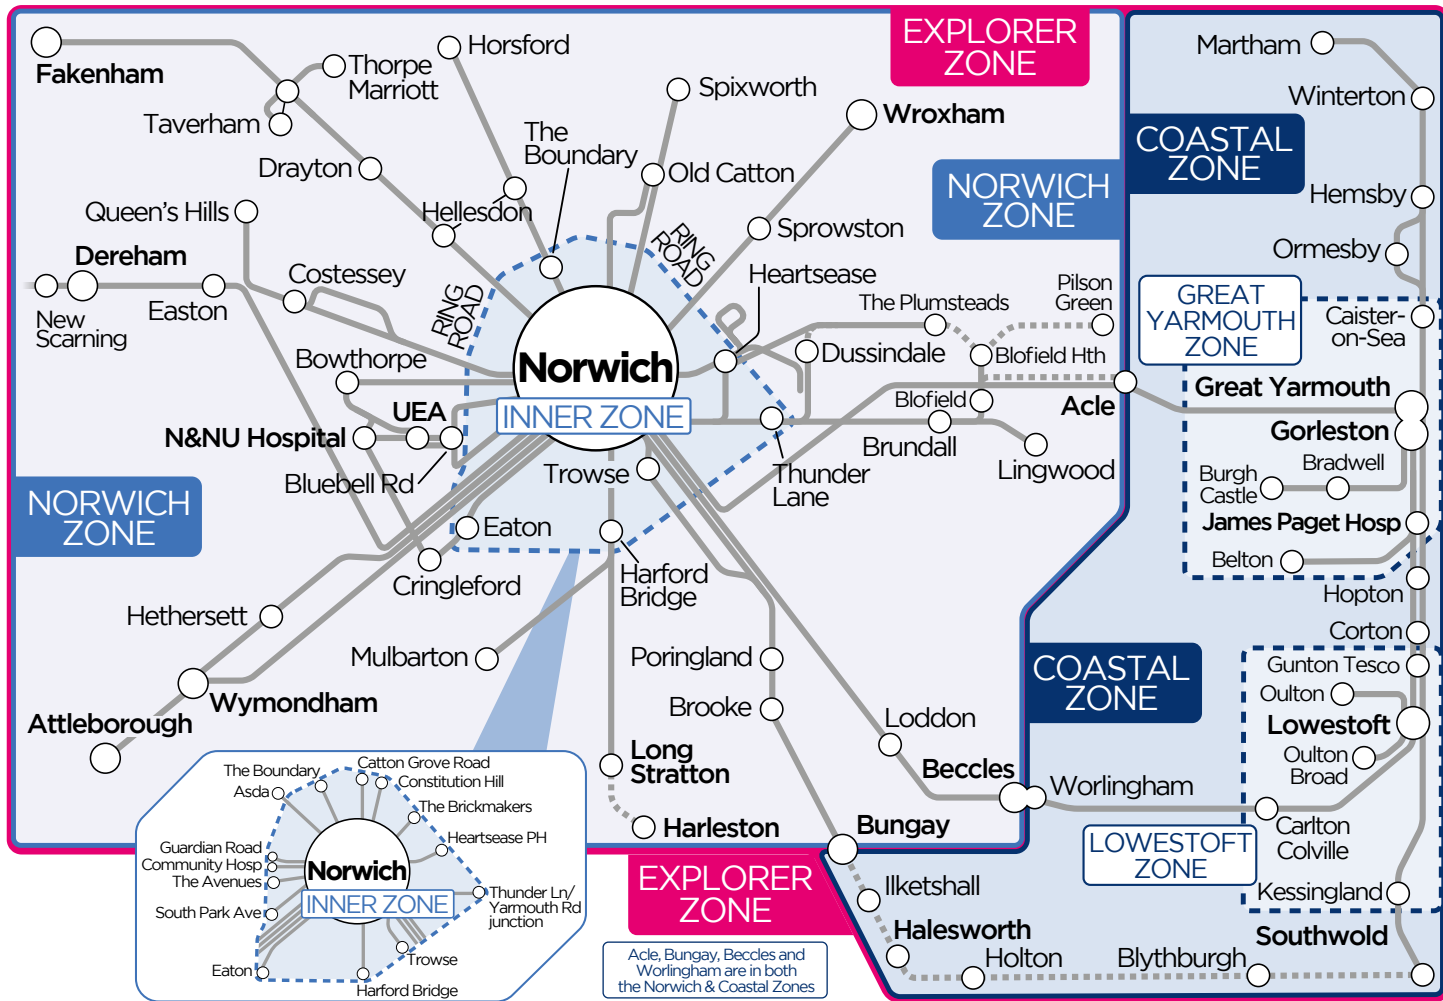 EXPLORER
ZONE
Fakenham
Thorpe
Marriott
Horsford
Martham
Taverham
Spixworth
Winterton
Wroxham
The
Boundary
COASTAL
ZONE
Drayton
Old Catton
NORWICH
ZONE
Queen's Hills
Hellesdon
Hemsby
Sprowston
RING
ROAD
Ormesby
Dereham
Costessey
Heartsease
Easton
New
Scarning
RING
ROAD
The Plumsteads
Pilson
Green
GREAT
YARMOUTH
ZONE
Caister-
on-Sea
Bowthorpe
Norwich
INNER ZONE
Dussindale
Blofield Hth
Great Yarmouth
Acle
UEA
Blofield
N&NU Hospital
Gorleston
Brundall
Lingwood
Bluebell Rd
Trowse
Thunder
Lane
Burgh
Castle
Bradwell
NORWICH
ZONE
Eaton
James Paget Hosp
Belton
Cringleford
Harford
Bridge
Hopton
Hethersett
Corton
Mulbarton
Poringland
COASTAL
ZONE
Gunton Tesco
Oulton
Wymondham
Brooke
Loddon
Lowestoft
Attleborough
Long
Stratton
Beccles
Worlingham
Oulton
Broad
Harleston
Bungay
Carlton
Colville
LOWESTOFT
ZONE
EXPLORER
ZONE
Ilketshall
Kessingland
Halesworth
Southwold
Holton
Blythburgh
Acle, Bungay, Beccles and
Worlingham are in both
the Norwich & Coastal Zones
Catton Grove Road
The Boundary
Constitution Hill
Asda
The Brickmakers
Heartsease PH
Guardian Road
Community Hosp
The Avenues
Norwich
INNER ZONE
Thunder Ln/
Yarmouth Rd
junction
South Park Ave
Trowse
Eaton
Harford Bridge